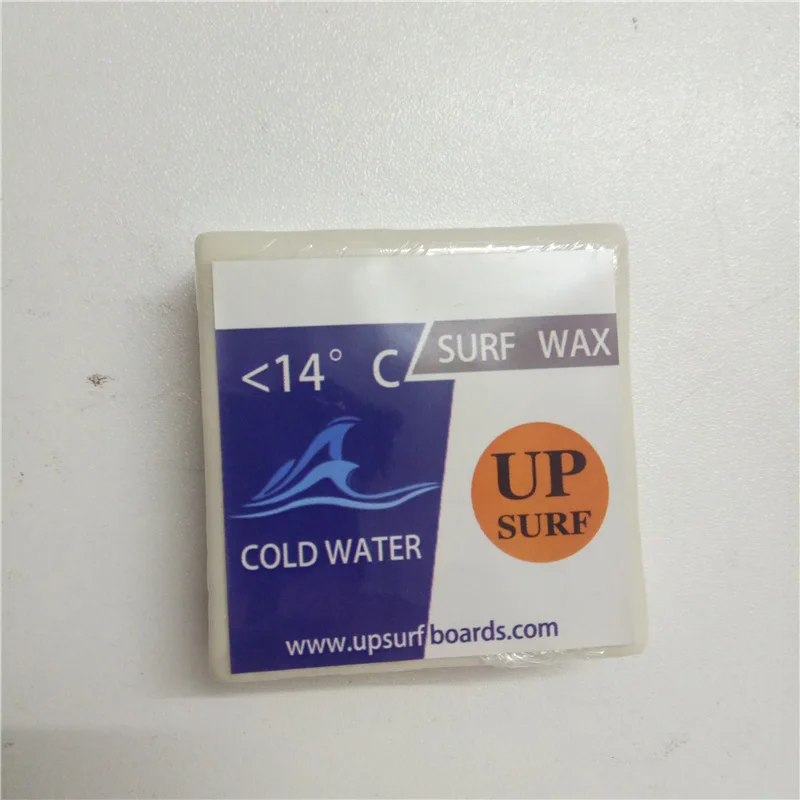 <14° C
SURF WAX
UP
SURF
COLD WATER
www.upsurfboards.com